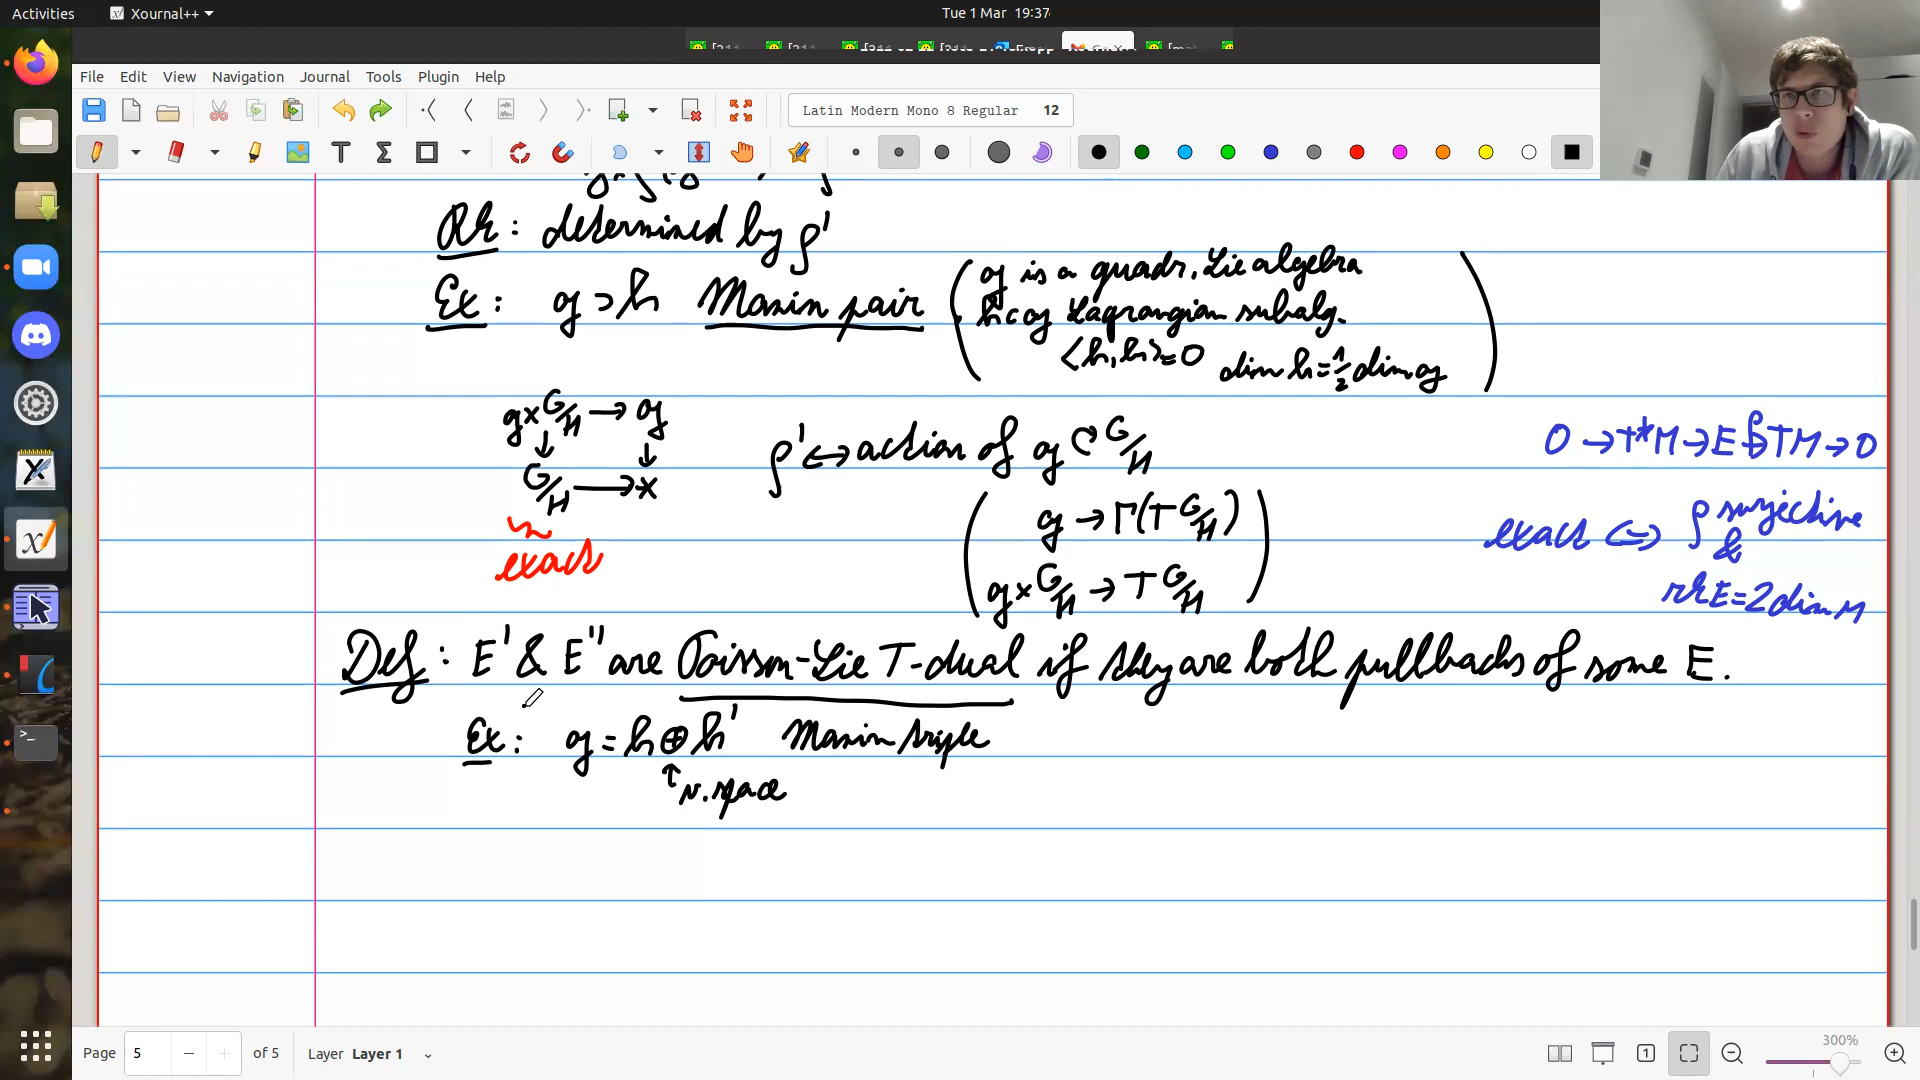 Activities Xournal++ Tue 1 Mar 19:37
File Edit View Navigation Journal Tools Plugin Help
Latin Modern Mono 8 Regular 12
Rk: determined by ρ'
Ex: g ⊃ h Manin pair
g is a quadr. Lie algebra
h ⊂ g Lagrangian subalg.
⟨h,h⟩=0 dim h = 1/2 dim g
g × G/H → g
↓ ↓
G/H → *
exact
ρ' ↔ action of g ↻ G/H
g → Γ(T G/H)
g × G/H → T G/H
0 → T*M → E →ρ TM → 0
exact ⇔ ρ surjective
&
rk E = 2 dim M
Def: E' & E'' are Poisson-Lie T-dual if they are both pullbacks of some E.
Ex: g = h ⊕ h' Manin triple
↑ v. space
Page 5 of 5 Layer Layer 1 300%